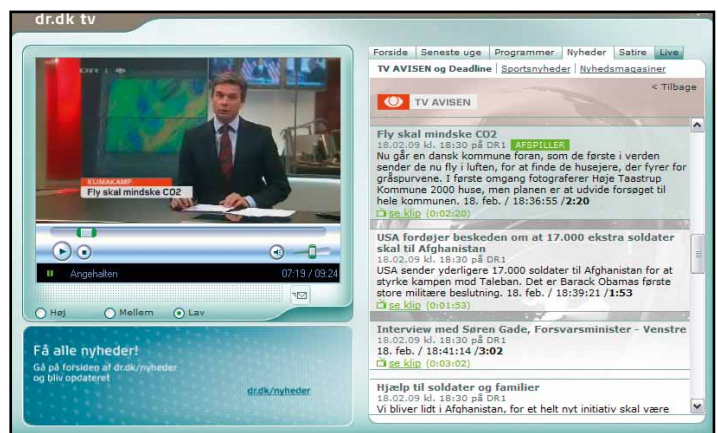 dr.dk tv
DR 1
KLIMAKAMP
Fly skal mindske CO2
Angehalten 07:19 / 09:24
Høj Mellem Lav
Få alle nyheder!
Gå på forsiden af dr.dk/nyheder
og bliv opdateret
dr.dk/nyheder
Forside Seneste uge Programmer Nyheder Satire Live
TV AVISEN og Deadline Sportsnyheder Nyhedsmagasiner
< Tilbage
TV AVISEN
Fly skal mindske CO2
18.02.09 kl. 18:30 på DR1 AFSPILLER
Nu går en dansk kommune foran, som de første i verden
sender de nu fly i luften, for at finde de husejere, der fyrer for
gråspurvene. I første omgang fotograferer Høje Taastrup
Kommune 2000 huse, men planen er at udvide forsøget til
hele kommunen. 18. feb. / 18:36:55 /2:20
se klip (0:02:20)
USA fordøjer beskeden om at 17.000 ekstra soldater
skal til Afghanistan
18.02.09 kl. 18:30 på DR1
USA sender yderligere 17.000 soldater til Afghanistan for at
styrke kampen mod Taleban. Det er Barack Obamas første
store militære beslutning. 18. feb. / 18:39:21 /1:53
se klip (0:01:53)
Interview med Søren Gade, Forsvarsminister - Venstre
18.02.09 kl. 18:30 på DR1
18. feb. / 18:41:14 /3:02
se klip (0:03:02)
Hjælp til soldater og familier
18.02.09 kl. 18:30 på DR1
Vi bliver lidt i Afghanistan, for et helt nyt initiativ skal være